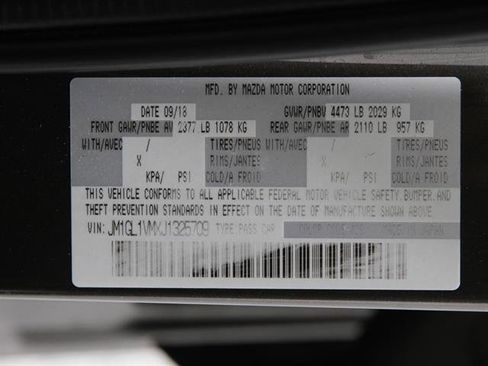 MFD. BY MAZDA MOTOR CORPORATION
DATE 09/18 GVWR/PNBV 4473 LB 2029 KG
FRONT GAWR/PNBE AV 2377 LB 1078 KG REAR GAWR/PNBE AR 2110 LB 957 KG
WITH/AVEC / TIRES/PNEUS WITH/AVEC / TIRES/PNEUS
X RIMS/JANTES X RIMS/JANTES
KPA/ PSI COLD/A FROID KPA/ PSI COLD/A FROID
THIS VEHICLE CONFORMS TO ALL APPLICABLE FEDERAL MOTOR VEHICLE SAFETY, BUMPER, AND
THEFT PREVENTION STANDARDS IN EFFECT ON THE DATE OF MANUFACTURE SHOWN ABOVE.
VIN: JM1GL1VMXJ1325709 TYPE PASS CAR